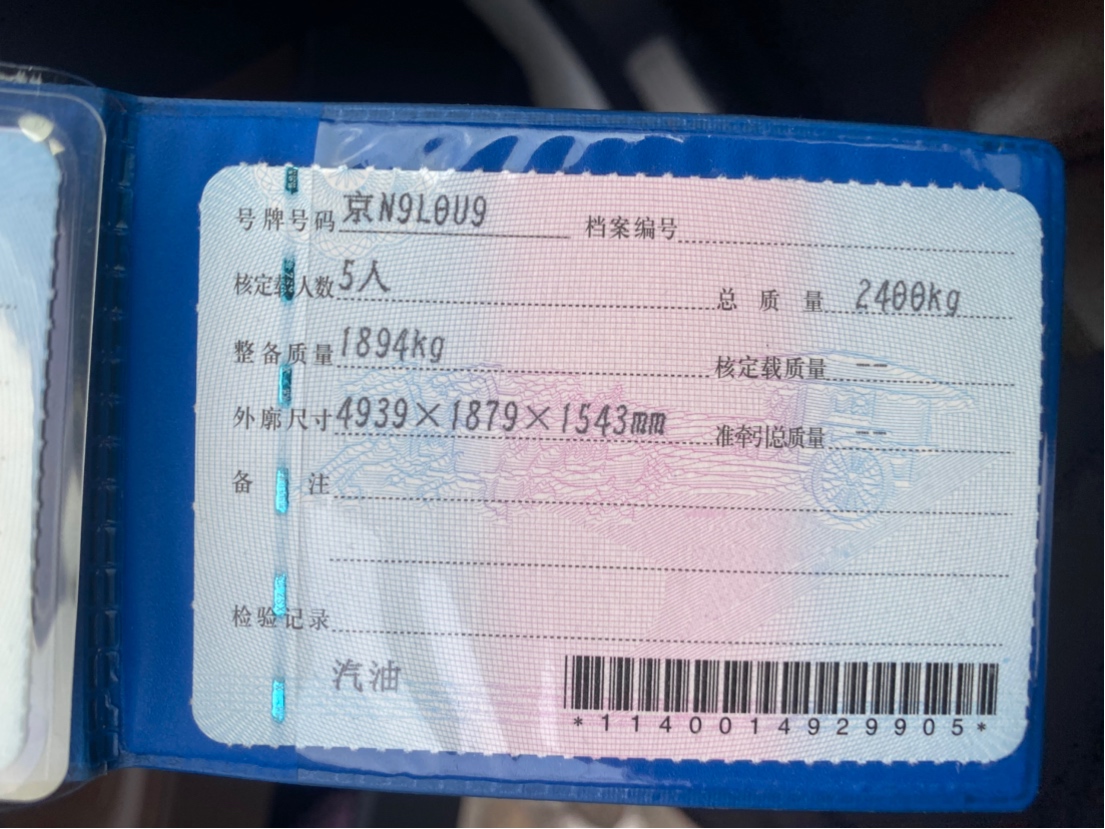 号牌号码 京N9L0U9 档案编号
核定载人数 5人 总质量 2400kg
整备质量 1894kg 核定载质量 --
外廓尺寸 4939×1879×1543mm 准牵引总质量 --
备注
检验记录
汽油
*1140014929905*